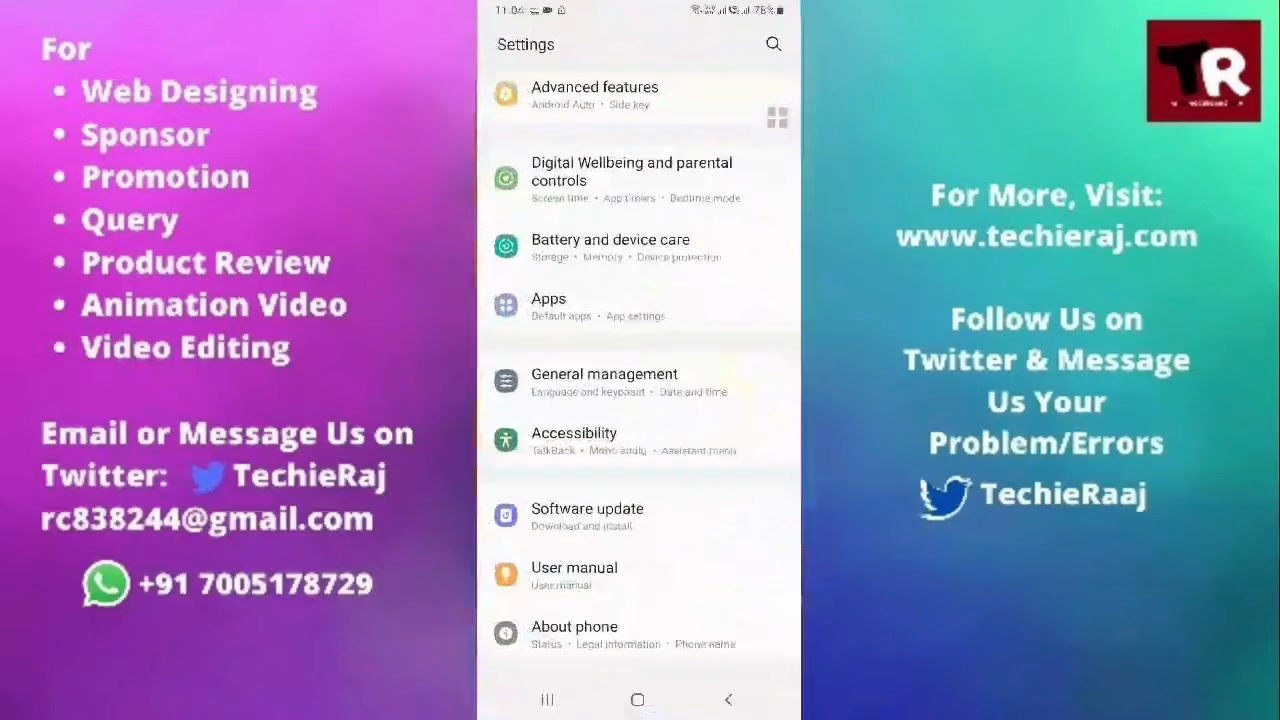 For
• Web Designing
• Sponsor
• Promotion
• Query
• Product Review
• Animation Video
• Video Editing
Email or Message Us on
Twitter: TechieRaj
rc838244@gmail.com
+91 7005178729
11:04
78%
Settings
Advanced features
Android Auto • Side key
Digital Wellbeing and parental
controls
Screen time • App timers • Bedtime mode
Battery and device care
Storage • Memory • Device protection
Apps
Default apps • App settings
General management
Language and keyboard • Date and time
Accessibility
TalkBack • Mono audio • Assistant menu
Software update
Download and install
User manual
User manual
About phone
Status • Legal information • Phone name
TR
For More, Visit:
www.techieraj.com
Follow Us on
Twitter & Message
Us Your
Problem/Errors
TechieRaaj